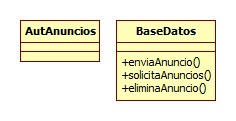 AutAnuncios
BaseDatos
+enviaAnuncio()
+solicitaAnuncios()
+eliminaAnuncio()